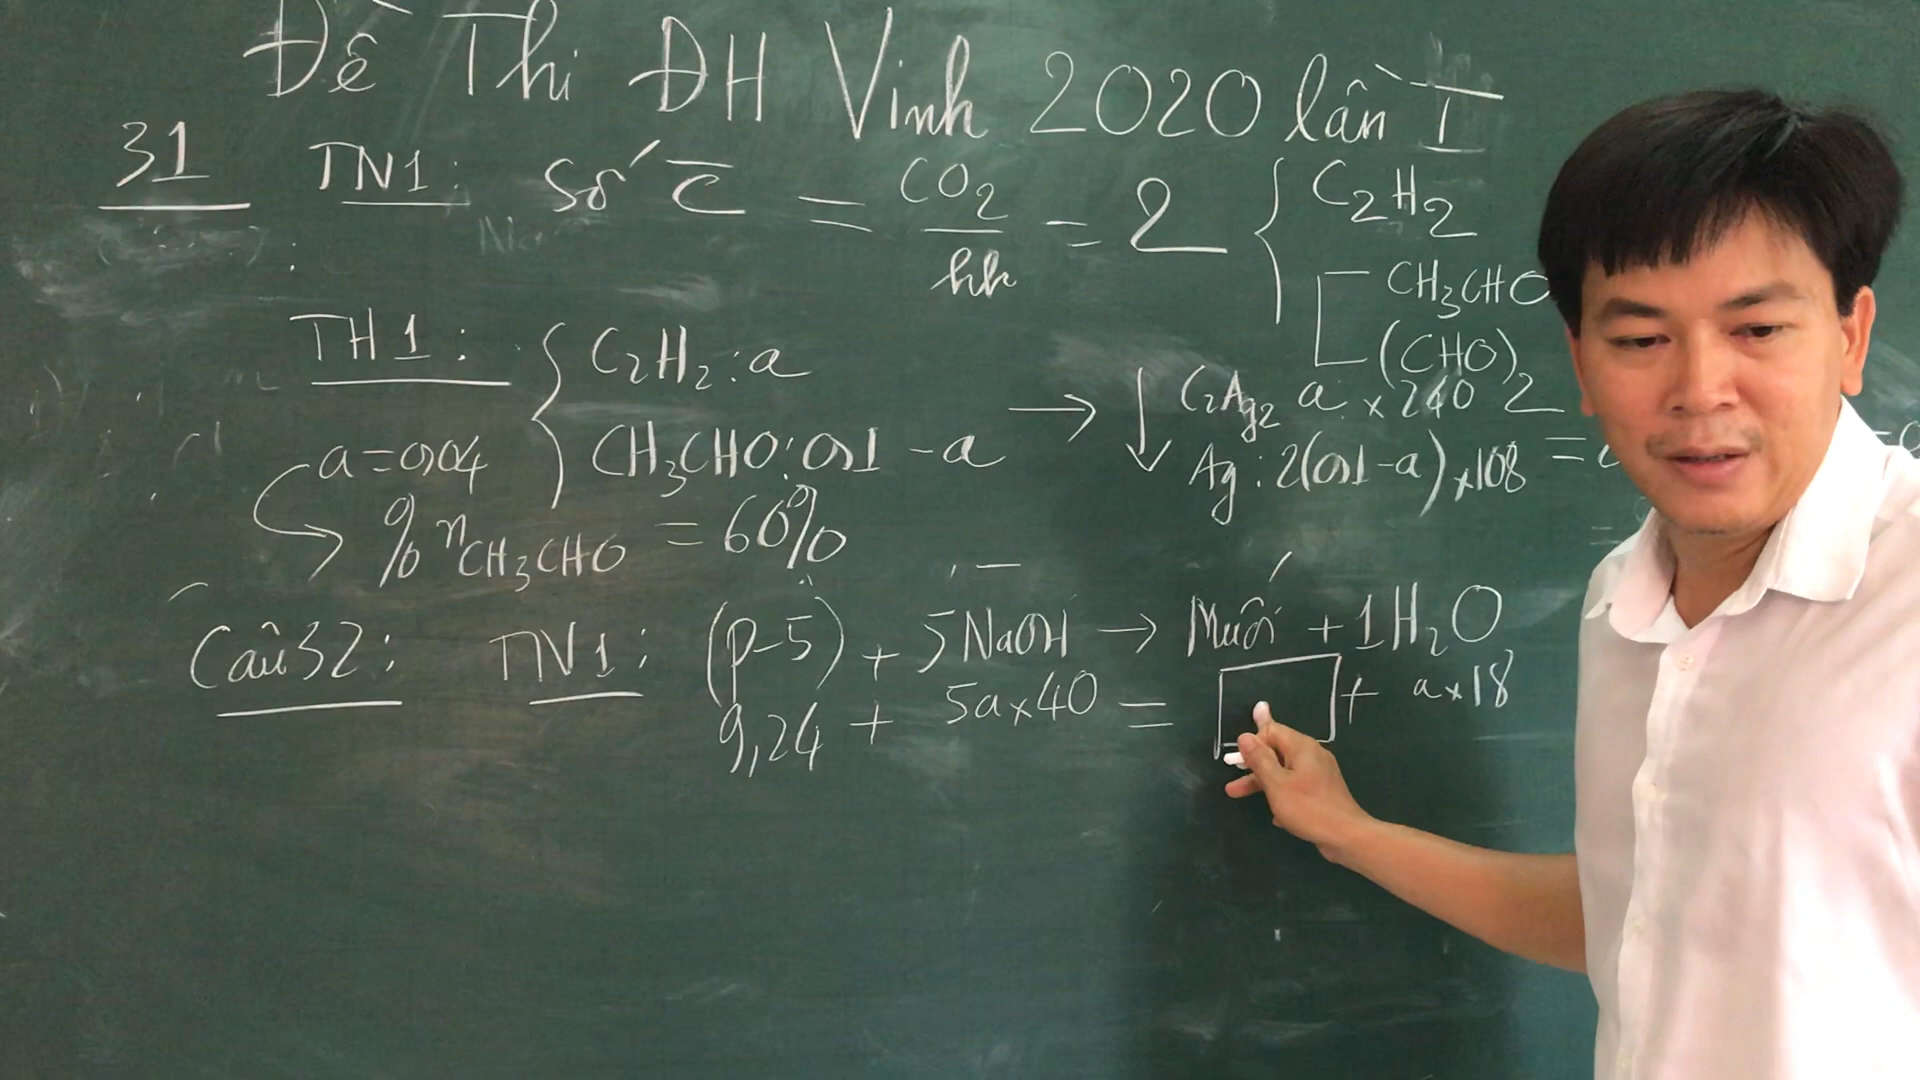 Đề Thi ĐH Vinh 2020 lần I
31 TN1: Số C̅ = CO₂ / hh = 2 { C₂H₂
[ CH₃CHO
(CHO)₂
TH1: { C₂H₂: a
CH₃CHO: 0,1 - a → ↓ C₂Ag₂ a × 240
Ag: 2(0,1-a) × 108 =
a = 0,04
% nCH₃CHO = 60%
Câu 32: TN1: (p-5) + 5NaOH → Muối + 1H₂O
9,24 + 5a×40 = □ + a×18